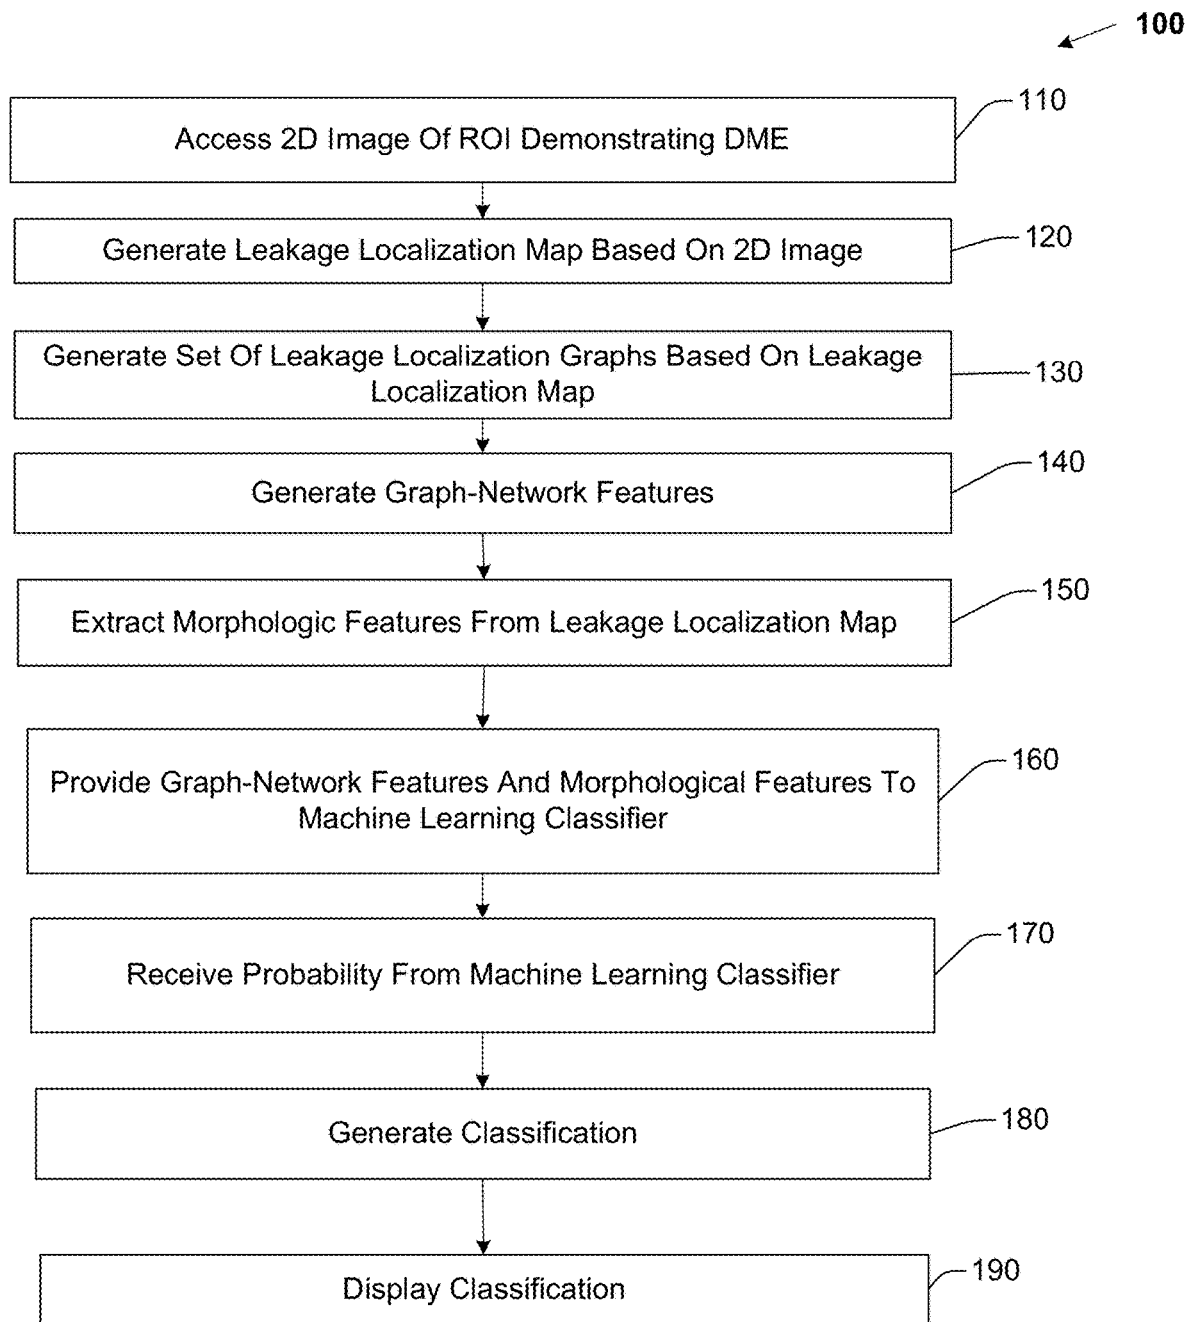 100
110
Access 2D Image Of ROI Demonstrating DME
120
Generate Leakage Localization Map Based On 2D Image
Generate Set Of Leakage Localization Graphs Based On Leakage
Localization Map
130
140
Generate Graph-Network Features
150
Extract Morphologic Features From Leakage Localization Map
160
Provide Graph-Network Features And Morphological Features To
Machine Learning Classifier
170
Receive Probability From Machine Learning Classifier
180
Generate Classification
190
Display Classification